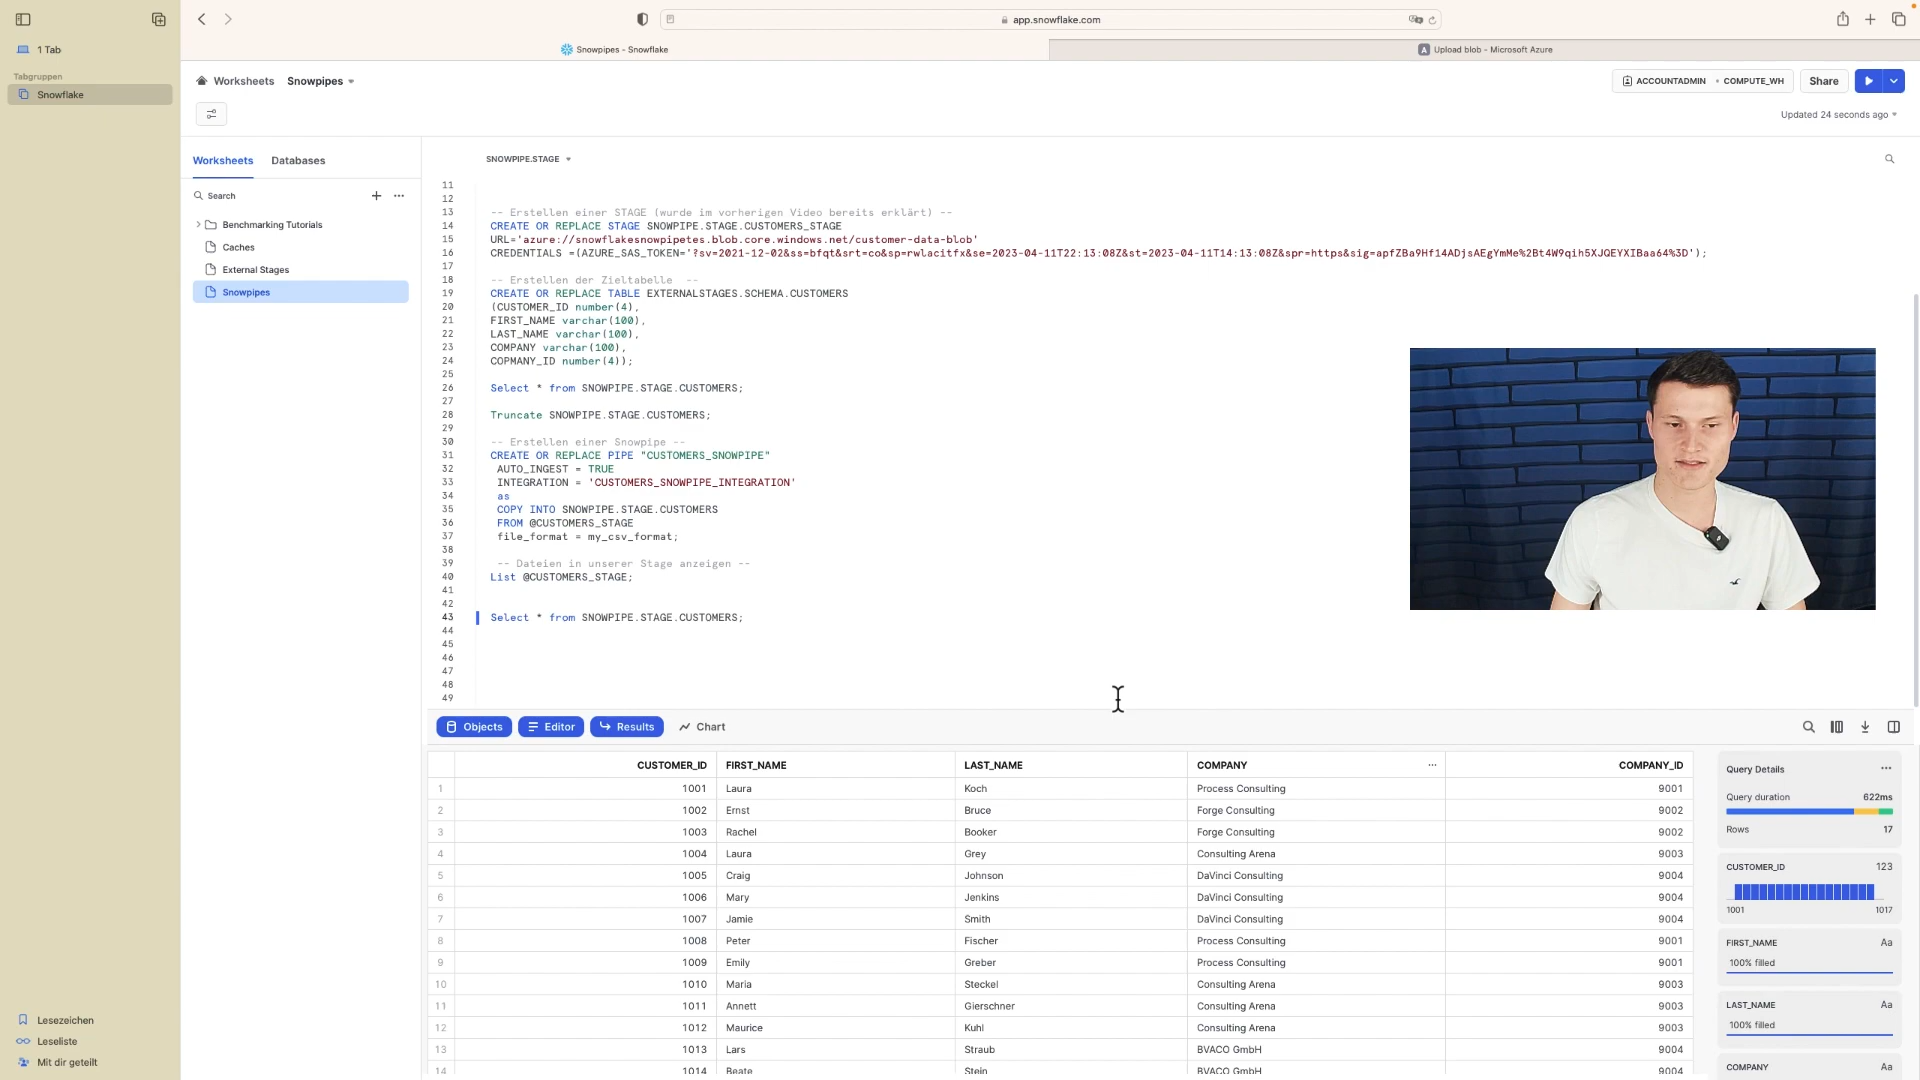 1 Tab
Tabgruppen
Snowflake
app.snowflake.com
Snowpipes - Snowflake
Upload blob - Microsoft Azure
Worksheets Snowpipes
ACCOUNTADMIN • COMPUTE_WH Share
Updated 24 seconds ago
Worksheets Databases
Search
Benchmarking Tutorials
Caches
External Stages
Snowpipes
SNOWPIPE.STAGE
11
12
13 -- Erstellen einer STAGE (wurde im vorherigen Video bereits erklärt) --
14 CREATE OR REPLACE STAGE SNOWPIPE.STAGE.CUSTOMERS_STAGE
15 URL='azure://snowflakesnowpipetes.blob.core.windows.net/customer-data-blob'
16 CREDENTIALS =(AZURE_SAS_TOKEN='?sv=2021-12-02&ss=bfqt&srt=co&sp=rwlacitfx&se=2023-04-11T22:13:08Z&st=2023-04-11T14:13:08Z&spr=https&sig=apfZBa9Hf14ADjsAEgYmMe%2Bt4W9qih5XJQEYXIBaa64%3D');
17
18 -- Erstellen der Zieltabelle --
19 CREATE OR REPLACE TABLE EXTERNALSTAGES.SCHEMA.CUSTOMERS
20 (CUSTOMER_ID number(4),
21 FIRST_NAME varchar(100),
22 LAST_NAME varchar(100),
23 COMPANY varchar(100),
24 COPMANY_ID number(4));
25
26 Select * from SNOWPIPE.STAGE.CUSTOMERS;
27
28 Truncate SNOWPIPE.STAGE.CUSTOMERS;
29
30 -- Erstellen einer Snowpipe --
31 CREATE OR REPLACE PIPE "CUSTOMERS_SNOWPIPE"
32 AUTO_INGEST = TRUE
33 INTEGRATION = 'CUSTOMERS_SNOWPIPE_INTEGRATION'
34 as
35 COPY INTO SNOWPIPE.STAGE.CUSTOMERS
36 FROM @CUSTOMERS_STAGE
37 file_format = my_csv_format;
38
39 -- Dateien in unserer Stage anzeigen --
40 List @CUSTOMERS_STAGE;
41
42
43 Select * from SNOWPIPE.STAGE.CUSTOMERS;
44
45
46
47
48
49
Objects Editor Results Chart
CUSTOMER_ID FIRST_NAME LAST_NAME COMPANY ... COMPANY_ID
1 1001 Laura Koch Process Consulting 9001
2 1002 Ernst Bruce Forge Consulting 9002
3 1003 Rachel Booker Forge Consulting 9002
4 1004 Laura Grey Consulting Arena 9003
5 1005 Craig Johnson DaVinci Consulting 9004
6 1006 Mary Jenkins DaVinci Consulting 9004
7 1007 Jamie Smith DaVinci Consulting 9004
8 1008 Peter Fischer Process Consulting 9001
9 1009 Emily Greber Process Consulting 9001
10 1010 Maria Steckel Consulting Arena 9003
11 1011 Annett Gierschner Consulting Arena 9003
12 1012 Maurice Kuhl Consulting Arena 9003
13 1013 Lars Straub BVACO GmbH 9004
14 1014 Beate Stein BVACO GmbH 9004
Query Details ...
Query duration 622ms
Rows 17
CUSTOMER_ID 123
1001 1017
FIRST_NAME Aa
100% filled
LAST_NAME Aa
100% filled
COMPANY Aa
Lesezeichen
Leseliste
Mit dir geteilt